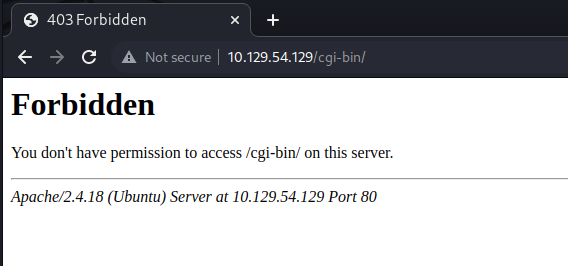 403 Forbidden
Not secure 10.129.54.129/cgi-bin/
Forbidden
You don't have permission to access /cgi-bin/ on this server.
Apache/2.4.18 (Ubuntu) Server at 10.129.54.129 Port 80